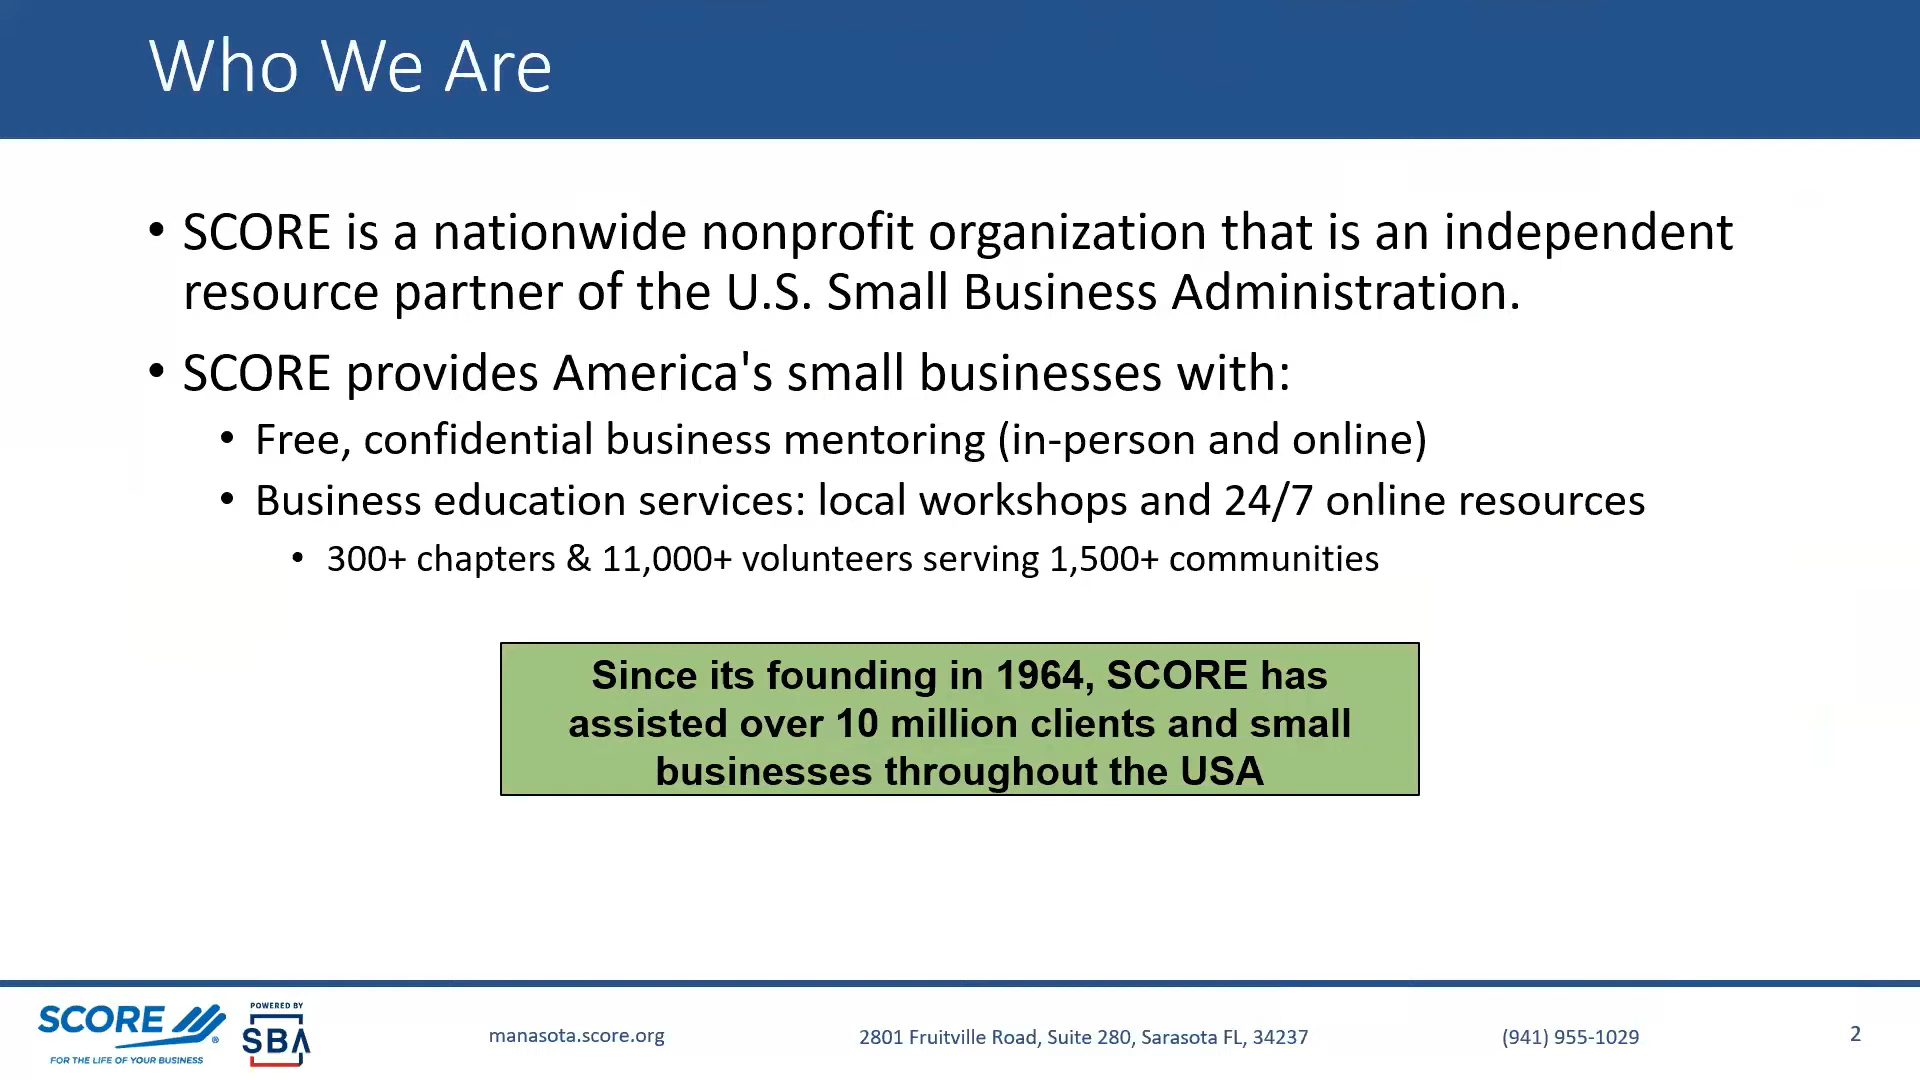 Who We Are
• SCORE is a nationwide nonprofit organization that is an independent
resource partner of the U.S. Small Business Administration.
• SCORE provides America's small businesses with:
• Free, confidential business mentoring (in-person and online)
• Business education services: local workshops and 24/7 online resources
• 300+ chapters & 11,000+ volunteers serving 1,500+ communities
Since its founding in 1964, SCORE has
assisted over 10 million clients and small
businesses throughout the USA
SCORE®
FOR THE LIFE OF YOUR BUSINESS
POWERED BY
SBA
manasota.score.org
2801 Fruitville Road, Suite 280, Sarasota FL, 34237
(941) 955-1029
2